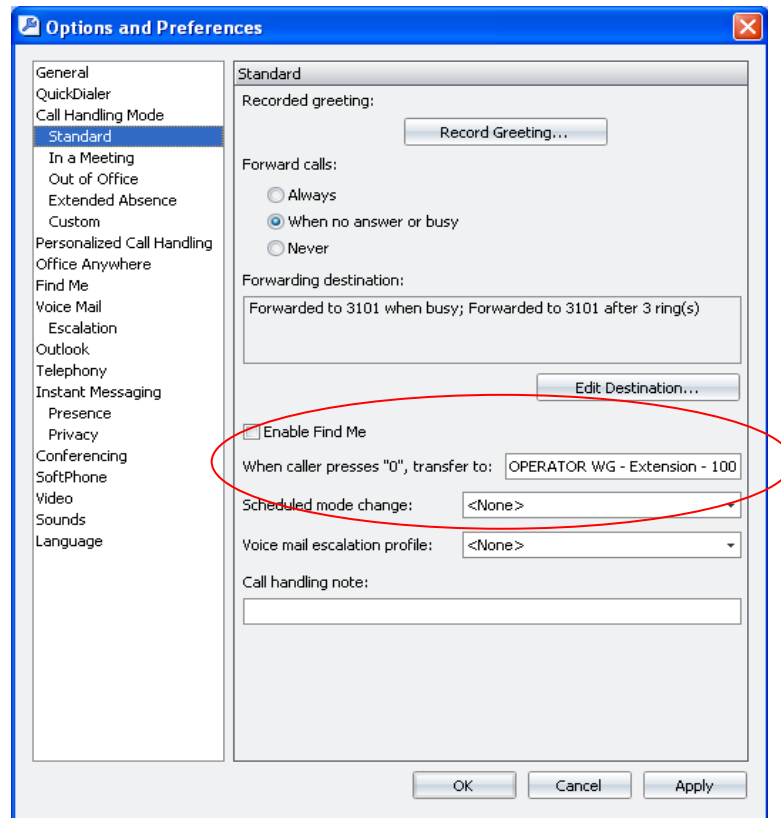 Options and Preferences
General
QuickDialer
Call Handling Mode
Standard
In a Meeting
Out of Office
Extended Absence
Custom
Personalized Call Handling
Office Anywhere
Find Me
Voice Mail
Escalation
Outlook
Telephony
Instant Messaging
Presence
Privacy
Conferencing
SoftPhone
Video
Sounds
Language
Standard
Recorded greeting:
Record Greeting...
Forward calls:
Always
When no answer or busy
Never
Forwarding destination:
Forwarded to 3101 when busy; Forwarded to 3101 after 3 ring(s)
Edit Destination...
Enable Find Me
When caller presses "0", transfer to: OPERATOR WG - Extension - 100
Scheduled mode change: <None>
Voice mail escalation profile: <None>
Call handling note:
OK Cancel Apply